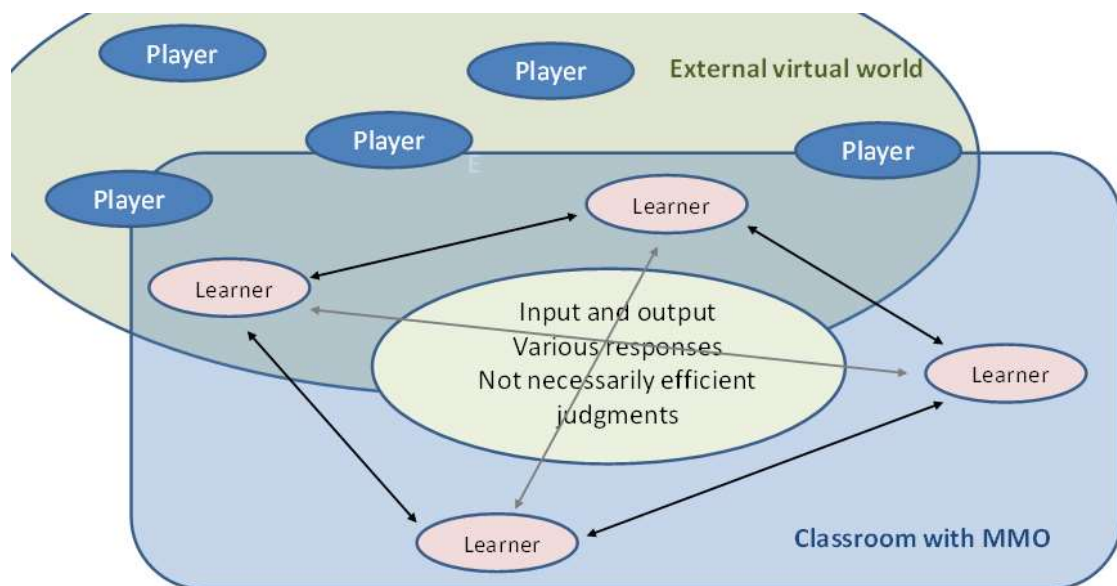 Player
Player
External virtual world
Player
Player
E
Player
Learner
Learner
Input and output
Various responses
Not necessarily efficient
judgments
Learner
Learner
Classroom with MMO